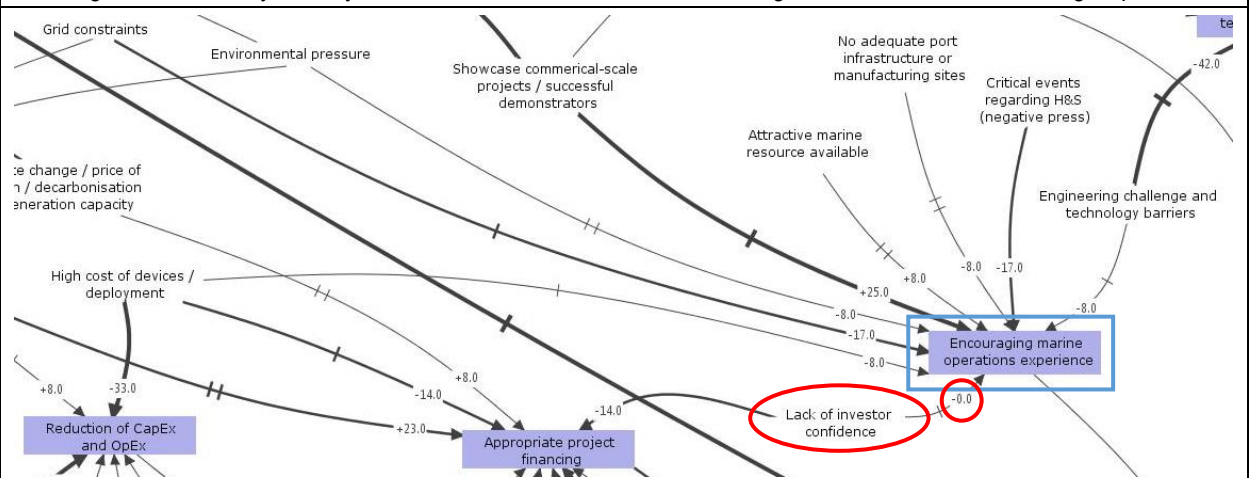 Grid constraints
Environmental pressure
Showcase commerical-scale
projects / successful
demonstrators
No adequate port
infrastructure or
manufacturing sites
te
-42.0
Critical events
regarding H&S
(negative press)
Attractive marine
resource available
te change / price of
n / decarbonisation
eneration capacity
Engineering challenge and
technology barriers
High cost of devices /
deployment
+8.0
-8.0
-17.0
+25.0
-8.0
-8.0
-17.0
-8.0
Encouraging marine
operations experience
+8.0
-33.0
+8.0
-14.0
-14.0
-0.0
Lack of investor
confidence
+23.0
Reduction of CapEx
and OpEx
Appropriate project
financing